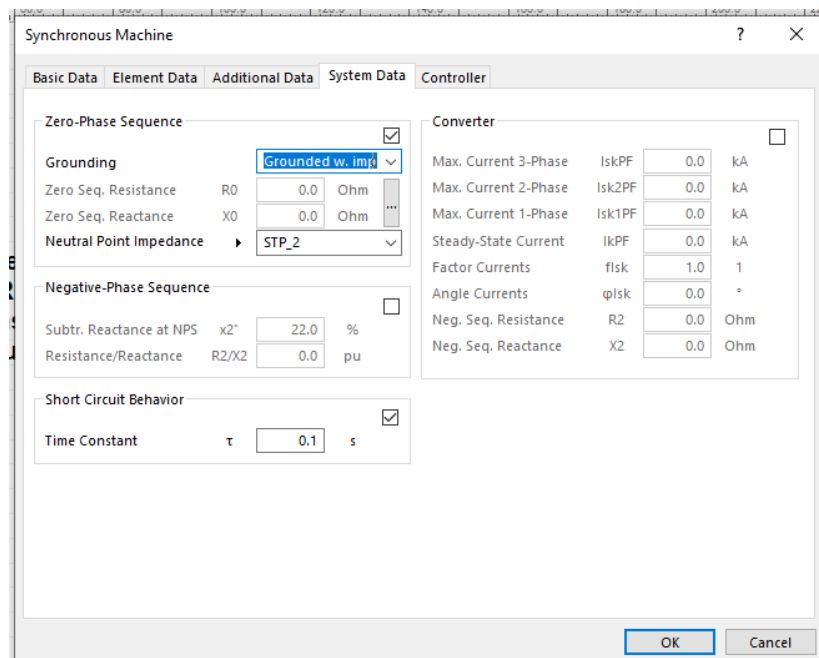 Synchronous Machine ? ×
Basic Data Element Data Additional Data System Data Controller
Zero-Phase Sequence
Grounding Grounded w. imp
Zero Seq. Resistance R0 0.0 Ohm
Zero Seq. Reactance X0 0.0 Ohm
...
Neutral Point Impedance STP_2
Negative-Phase Sequence
Subtr. Reactance at NPS x2" 22.0 %
Resistance/Reactance R2/X2 0.0 pu
Short Circuit Behavior
Time Constant τ 0.1 s
Converter
Max. Current 3-Phase IskPF 0.0 kA
Max. Current 2-Phase Isk2PF 0.0 kA
Max. Current 1-Phase Isk1PF 0.0 kA
Steady-State Current IkPF 0.0 kA
Factor Currents fIsk 1.0 1
Angle Currents φIsk 0.0 °
Neg. Seq. Resistance R2 0.0 Ohm
Neg. Seq. Reactance X2 0.0 Ohm
OK Cancel